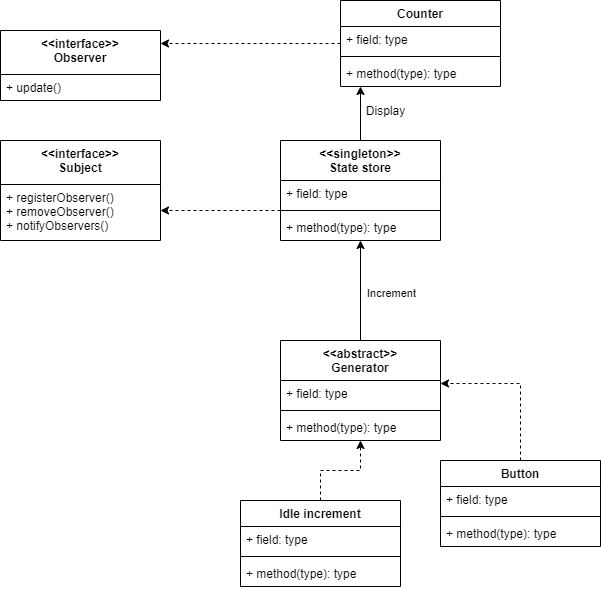 Counter
+ field: type
+ method(type): type
<<interface>>
Observer
+ update()
Display
<<interface>>
Subject
+ registerObserver()
+ removeObserver()
+ notifyObservers()
<<singleton>>
State store
+ field: type
+ method(type): type
Increment
<<abstract>>
Generator
+ field: type
+ method(type): type
Button
+ field: type
+ method(type): type
Idle increment
+ field: type
+ method(type): type